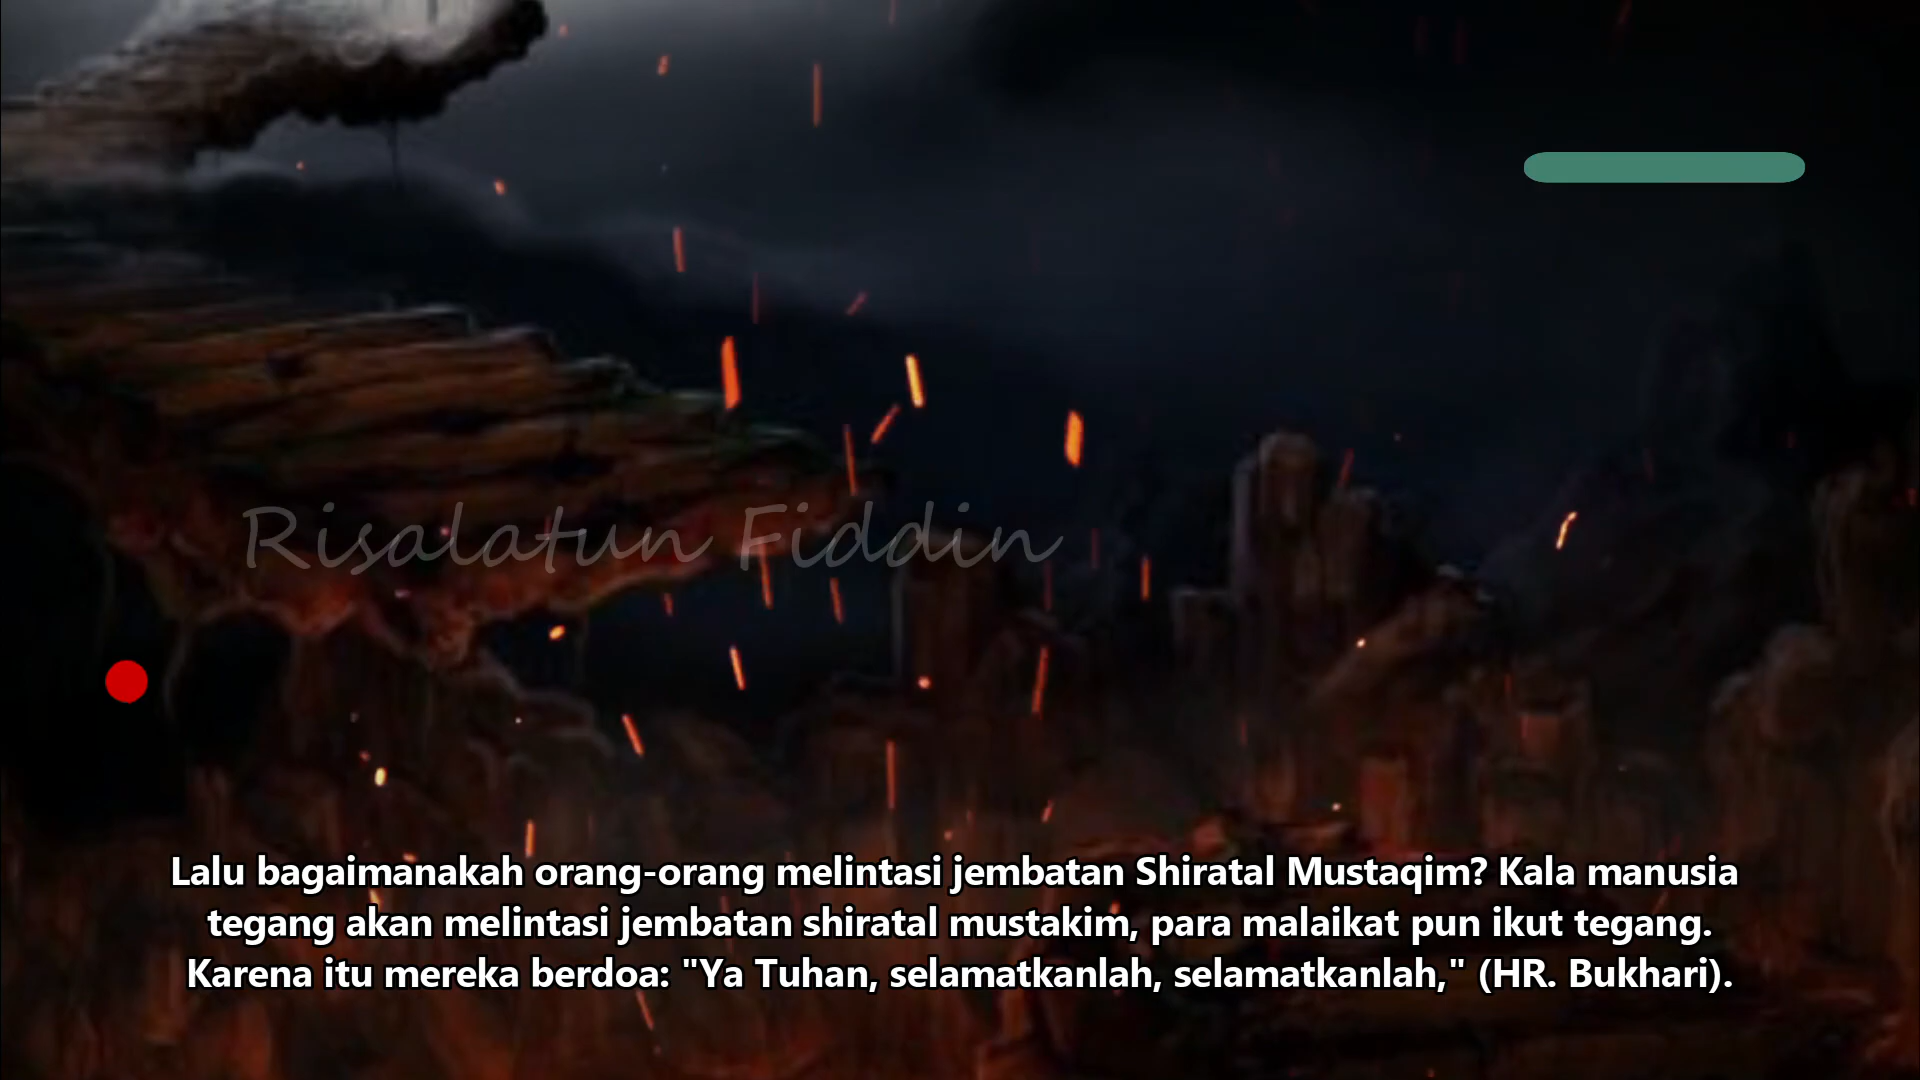 Risalatun Fiddin
Lalu bagaimanakah orang-orang melintasi jembatan Shiratal Mustaqim? Kala manusia
tegang akan melintasi jembatan shiratal mustakim, para malaikat pun ikut tegang.
Karena itu mereka berdoa: "Ya Tuhan, selamatkanlah, selamatkanlah," (HR. Bukhari).